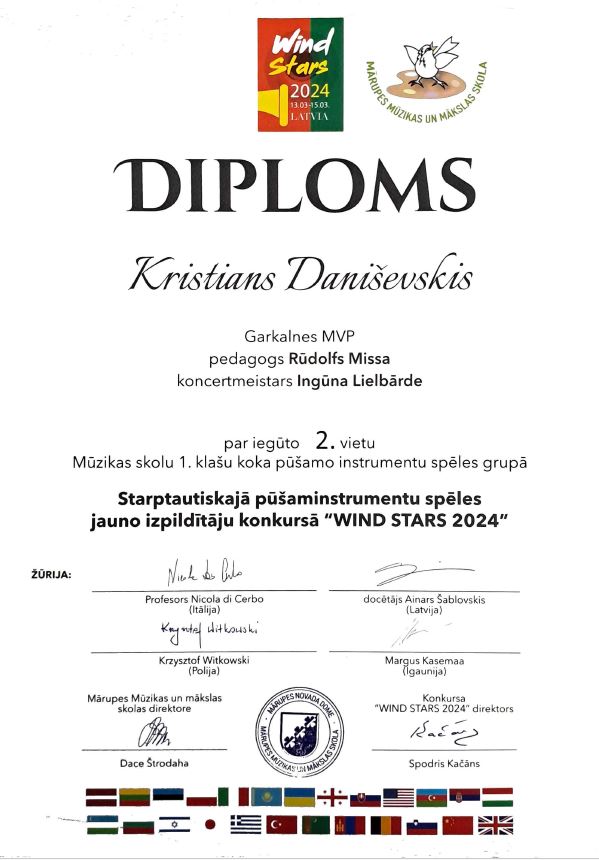 Wind
Stars
2024
13.03-15.03.
LATVIA
MĀRUPES MŪZIKAS UN MĀKSLAS SKOLA
DIPLOMS
Kristians Daniševskis
Garkalnes MVP
pedagogs Rūdolfs Missa
koncertmeistars Ingūna Lielbārde
par iegūto 2. vietu
Mūzikas skolu 1. klašu koka pūšamo instrumentu spēles grupā
Starptautiskajā pūšaminstrumentu spēles
jauno izpildītāju konkursā “WIND STARS 2024”
ŽŪRIJA:
Profesors Nicola di Cerbo
(Itālija)
docētājs Ainars Šablovskis
(Latvija)
Krzysztof Witkowski
Krzysztof Witkowski
(Polija)
Margus Kasemaa
(Igaunija)
Mārupes Mūzikas un mākslas
skolas direktore
Dace Štrodaha
MĀRUPES NOVADA DOME
MĀRUPES MŪZIKAS UN MĀKSLAS SKOLA
Konkursa
“WIND STARS 2024” direktors
Kačāns
Spodris Kačāns